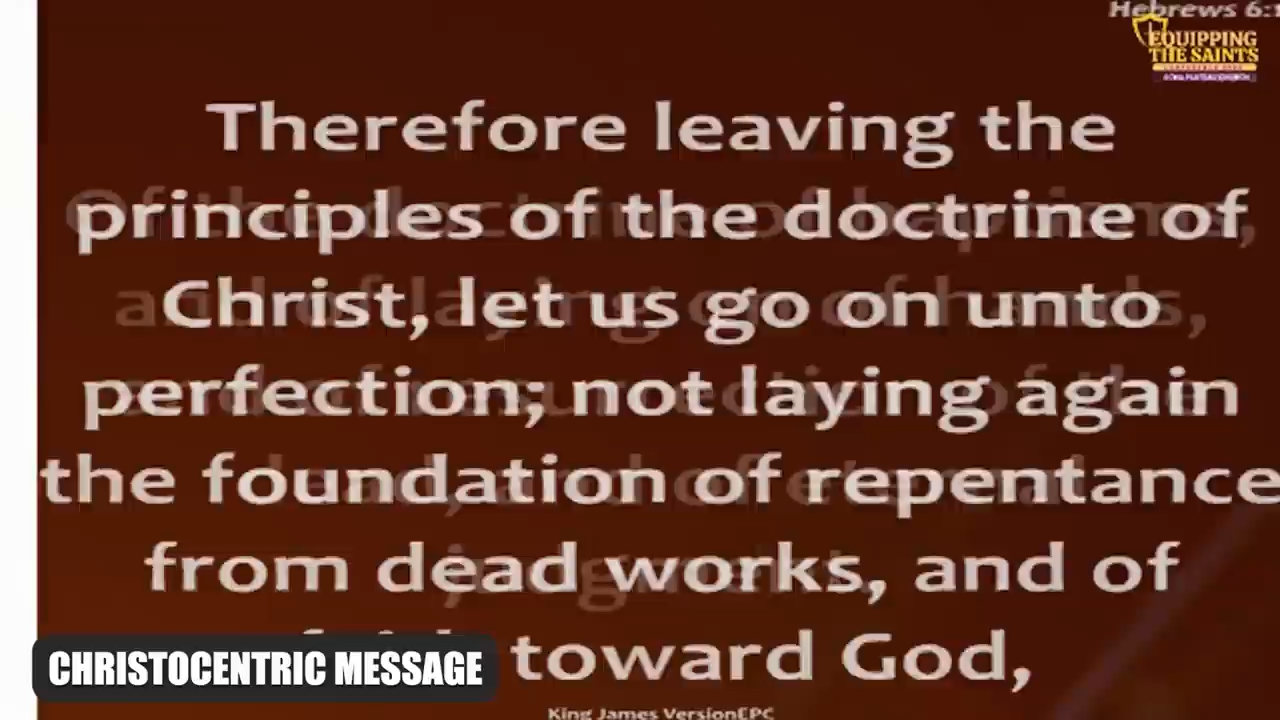 Hebrews 6:1
EQUIPPING
THE SAINTS
Therefore leaving the
principles of the doctrine of
Christ, let us go on unto
perfection; not laying again
the foundation of repentance
from dead works, and of
toward God,
CHRISTOCENTRIC MESSAGE
King James VersionEPC